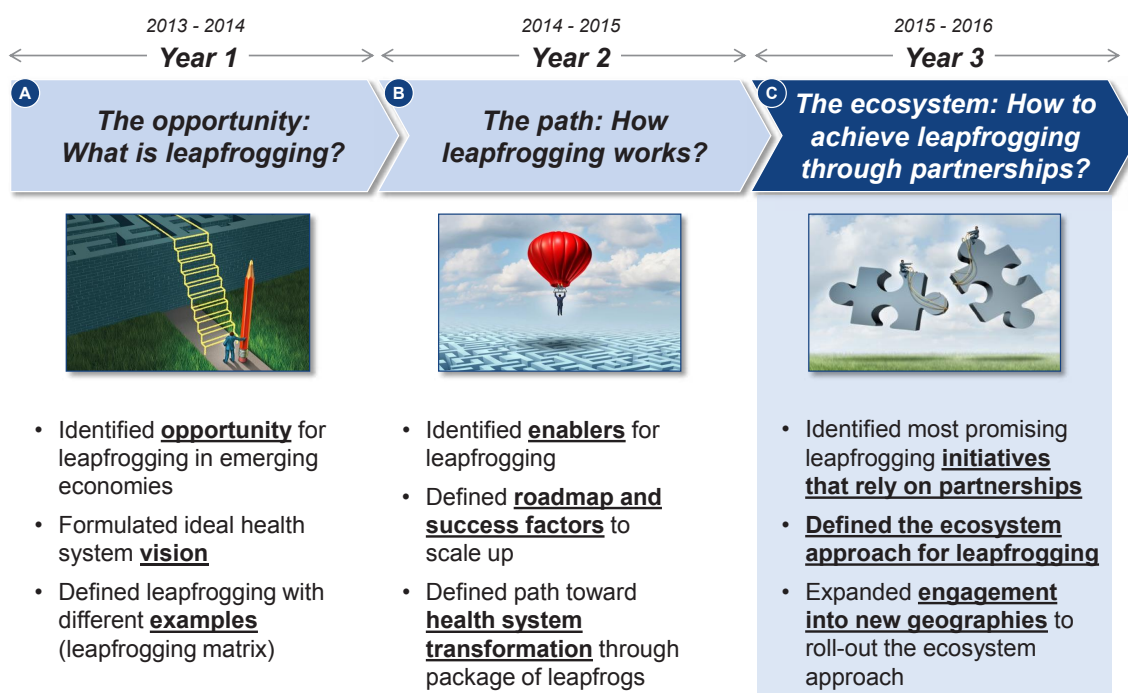 2013 - 2014
Year 1
A
The opportunity:
What is leapfrogging?
• Identified opportunity for
leapfrogging in emerging
economies
• Formulated ideal health
system vision
• Defined leapfrogging with
different examples
(leapfrogging matrix)
2014 - 2015
Year 2
B
The path: How
leapfrogging works?
• Identified enablers for
leapfrogging
• Defined roadmap and
success factors to
scale up
• Defined path toward
health system
transformation through
package of leapfrogs
2015 - 2016
Year 3
C
The ecosystem: How to
achieve leapfrogging
through partnerships?
• Identified most promising
leapfrogging initiatives
that rely on partnerships
• Defined the ecosystem
approach for leapfrogging
• Expanded engagement
into new geographies to
roll-out the ecosystem
approach